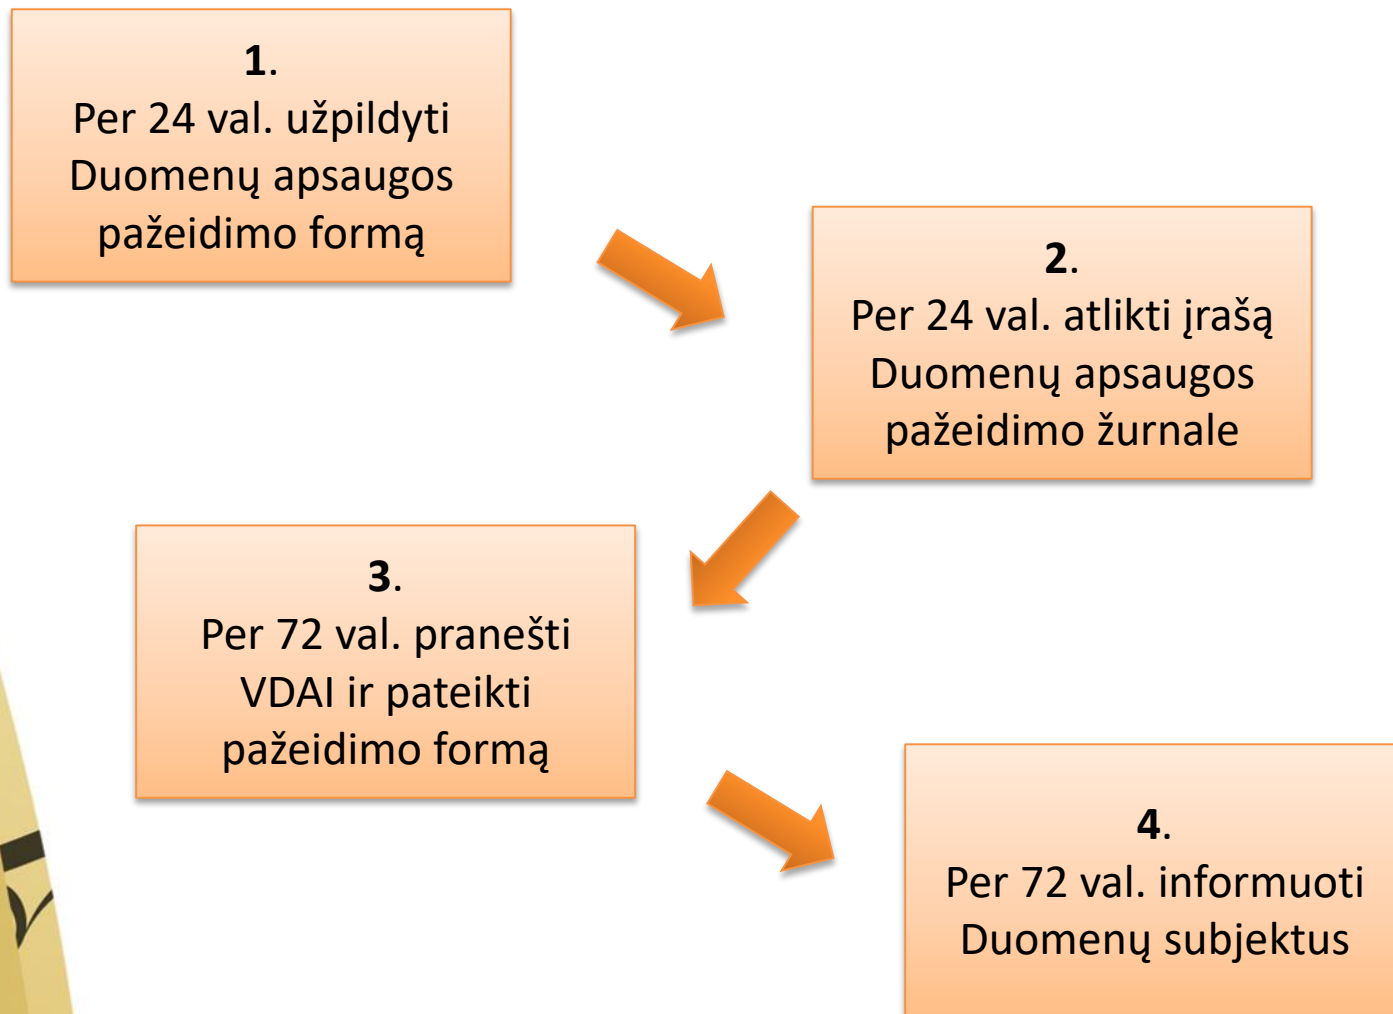 1.
Per 24 val. užpildyti
Duomenų apsaugos
pažeidimo formą
2.
Per 24 val. atlikti įrašą
Duomenų apsaugos
pažeidimo žurnale
3.
Per 72 val. pranešti
VDAI ir pateikti
pažeidimo formą
4.
Per 72 val. informuoti
Duomenų subjektus